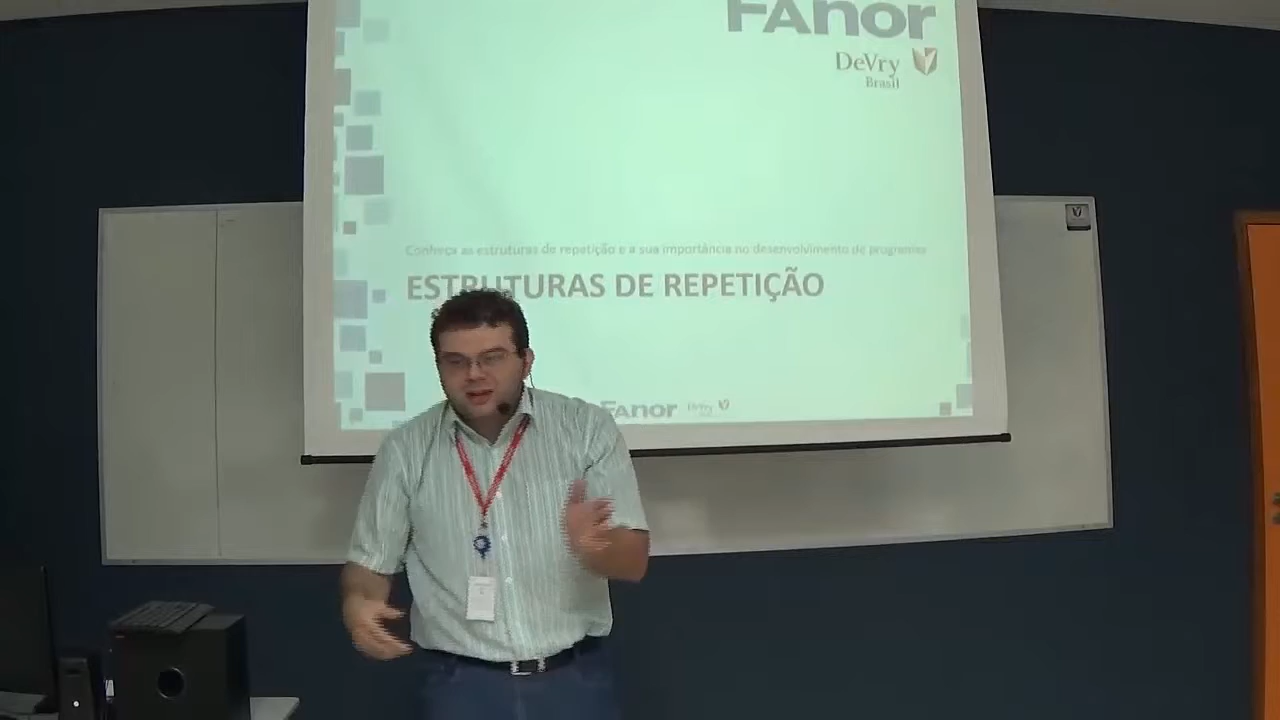 FAnor
DeVry
Brasil
Conheça as estruturas de repetição e a sua importância no desenvolvimento de programas
ESTRUTURAS DE REPETIÇÃO
FANOR